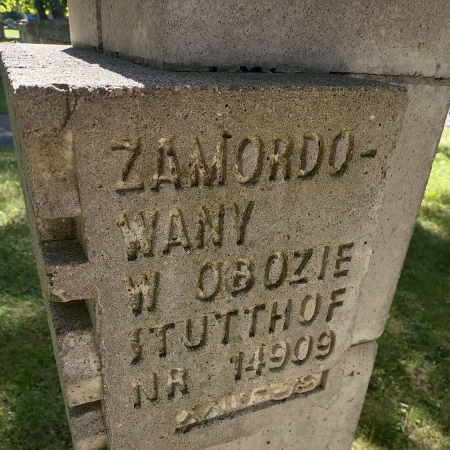 ZAMORDO-
WANY
W OBOZIE
STUTTHOF
NR 14909